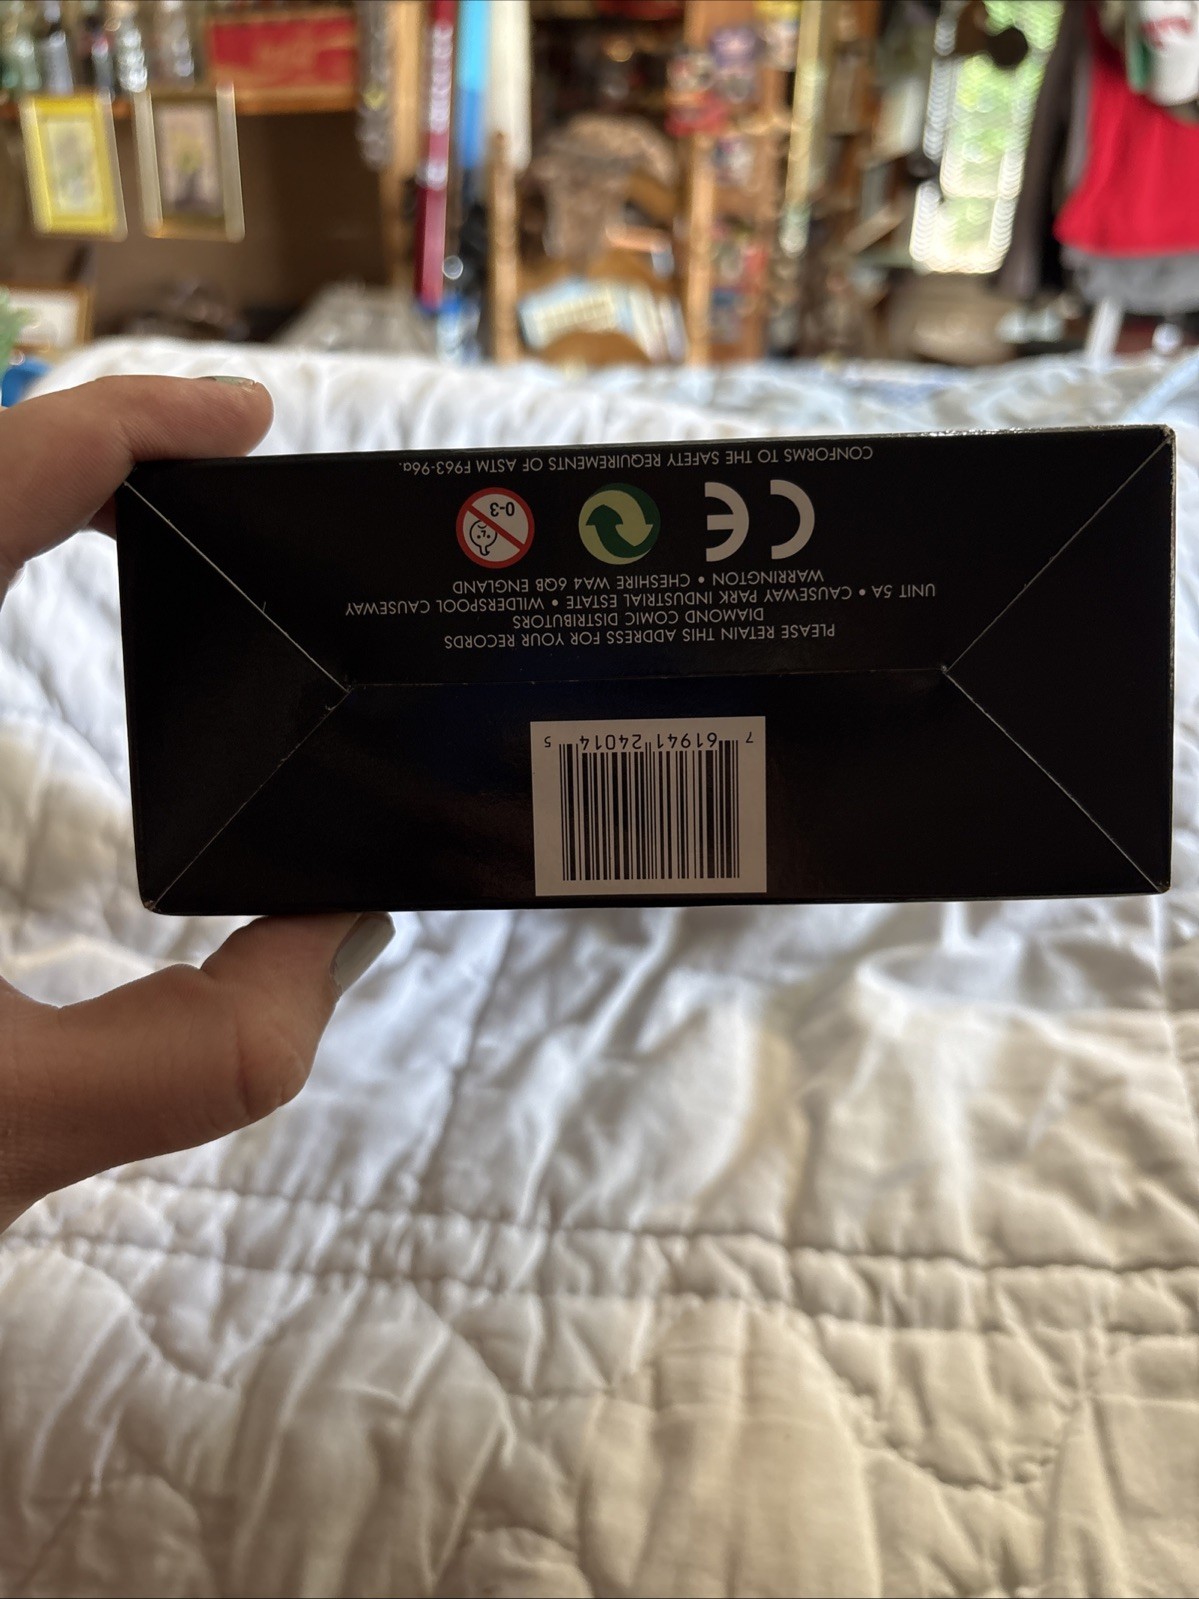 7 61941 24014 5
PLEASE RETAIN THIS ADDRESS FOR YOUR RECORDS
DIAMOND COMIC DISTRIBUTORS
UNIT 5A • CAUSEWAY PARK INDUSTRIAL ESTATE • WILDERSPOOL CAUSEWAY
WARRINGTON • CHESHIRE WA4 6QB ENGLAND
CE
0-3
CONFORMS TO THE SAFETY REQUIREMENTS OF ASTM F963-96a.